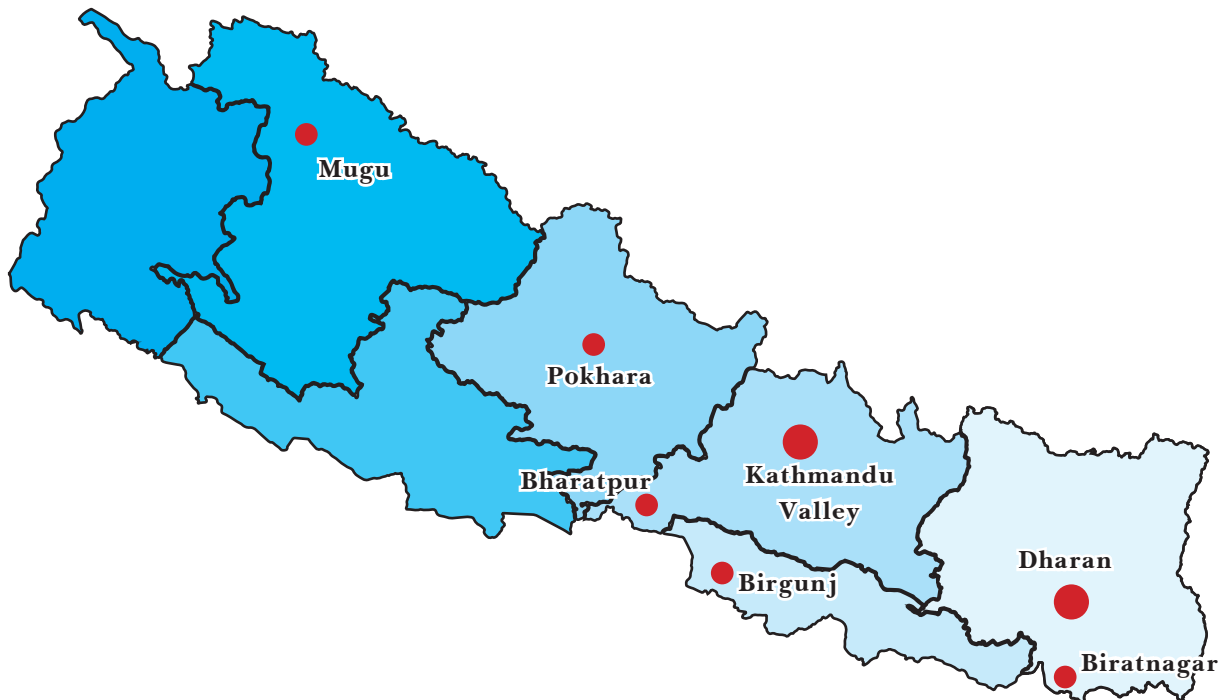 Mugu
Pokhara
Bharatpur
Kathmandu
Valley
Dharan
Birgunj
Biratnagar